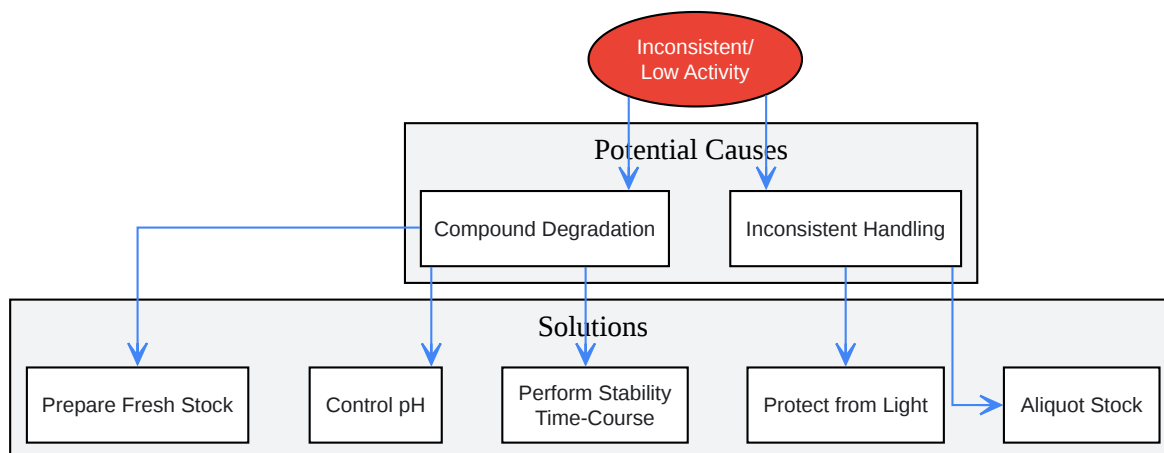 Inconsistent/
Low Activity
Potential Causes
Compound Degradation
Inconsistent Handling
Solutions
Prepare Fresh Stock
Control pH
Perform Stability
Time-Course
Protect from Light
Aliquot Stock